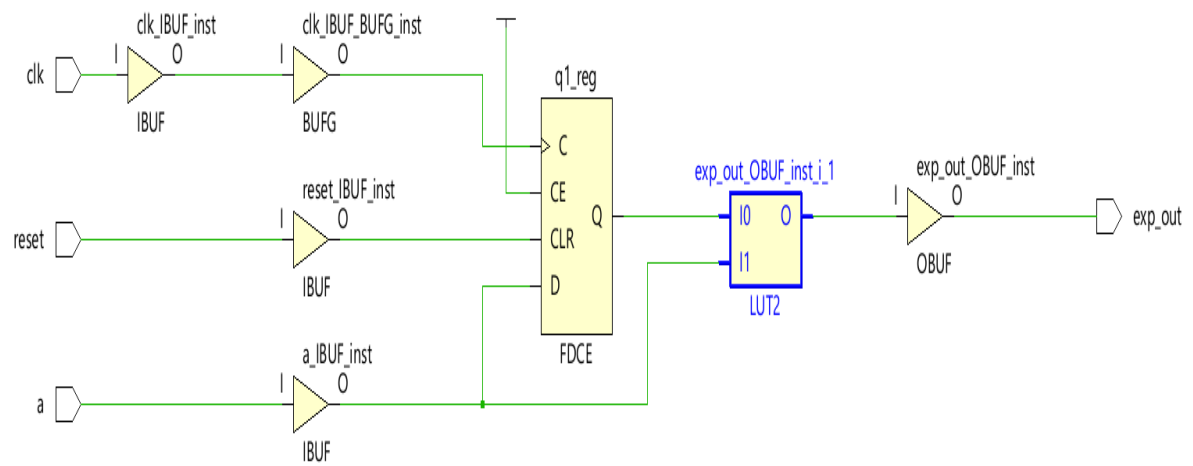 clk_IBUF_inst
clk_IBUF_BUFG_inst
clk
I
O
I
O
IBUF
BUFG
q1_reg
C
CE
CLR
D
Q
FDCE
reset_IBUF_inst
reset
I
O
IBUF
a_IBUF_inst
a
I
O
IBUF
exp_out_OBUF_inst_i_1
I0
O
I1
LUT2
exp_out_OBUF_inst
I
O
OBUF
exp_out